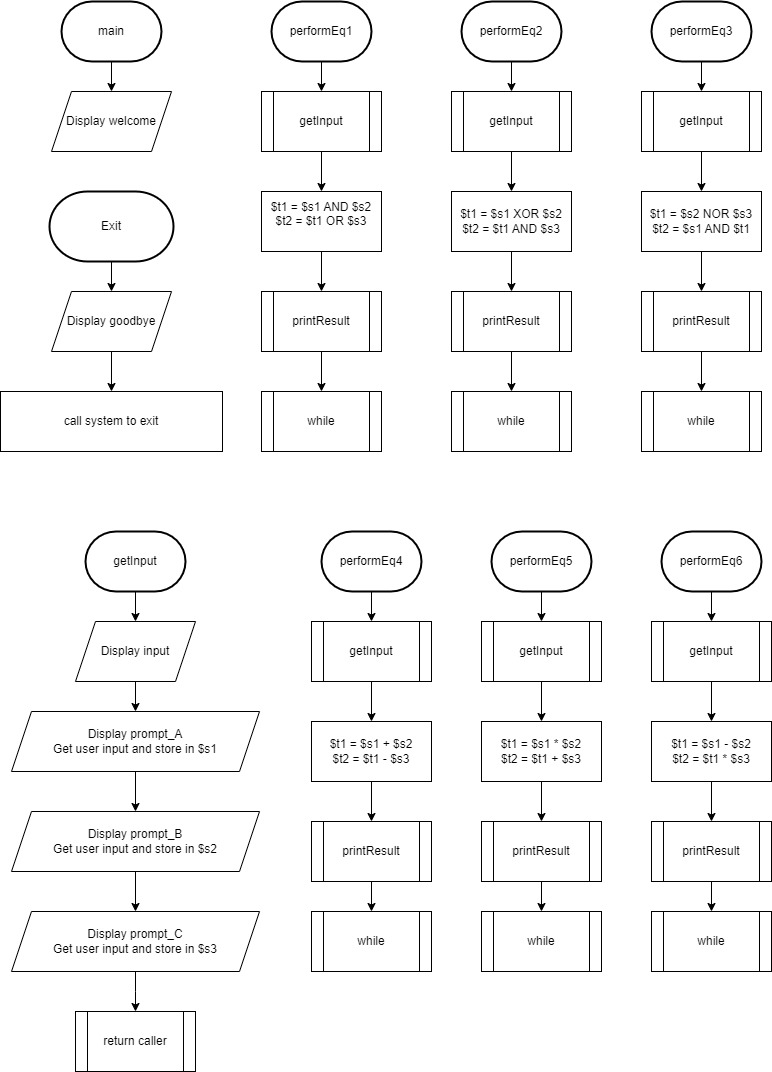 main
Display welcome
Exit
Display goodbye
call system to exit
performEq1
getInput
$t1 = $s1 AND $s2
$t2 = $t1 OR $s3
printResult
while
performEq2
getInput
$t1 = $s1 XOR $s2
$t2 = $t1 AND $s3
printResult
while
performEq3
getInput
$t1 = $s2 NOR $s3
$t2 = $s1 AND $t1
printResult
while
getInput
Display input
Display prompt_A
Get user input and store in $s1
Display prompt_B
Get user input and store in $s2
Display prompt_C
Get user input and store in $s3
return caller
performEq4
getInput
$t1 = $s1 + $s2
$t2 = $t1 - $s3
printResult
while
performEq5
getInput
$t1 = $s1 * $s2
$t2 = $t1 + $s3
printResult
while
performEq6
getInput
$t1 = $s1 - $s2
$t2 = $t1 * $s3
printResult
while